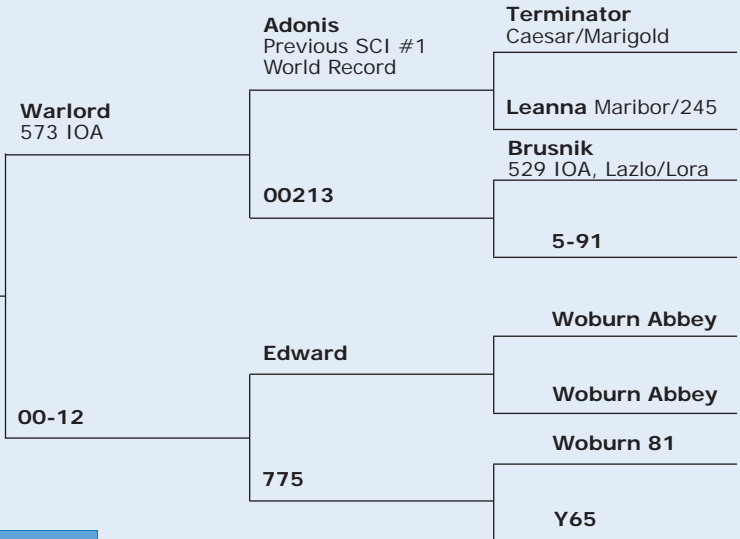 Terminator
Caesar/Marigold
Adonis
Previous SCI #1
World Record
Leanna Maribor/245
Warlord
573 IOA
Brusnik
529 IOA, Lazlo/Lora
00213
5-91
Woburn Abbey
Edward
Woburn Abbey
00-12
Woburn 81
775
Y65